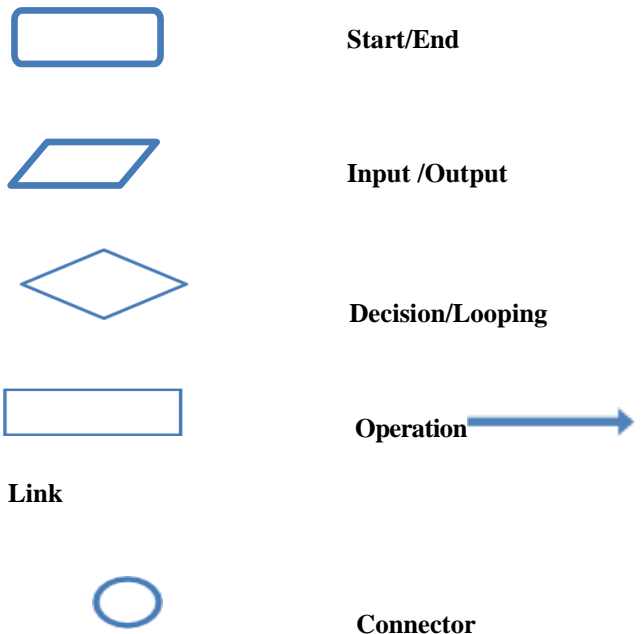 Start/End
Input /Output
Decision/Looping
Operation
Link
Connector